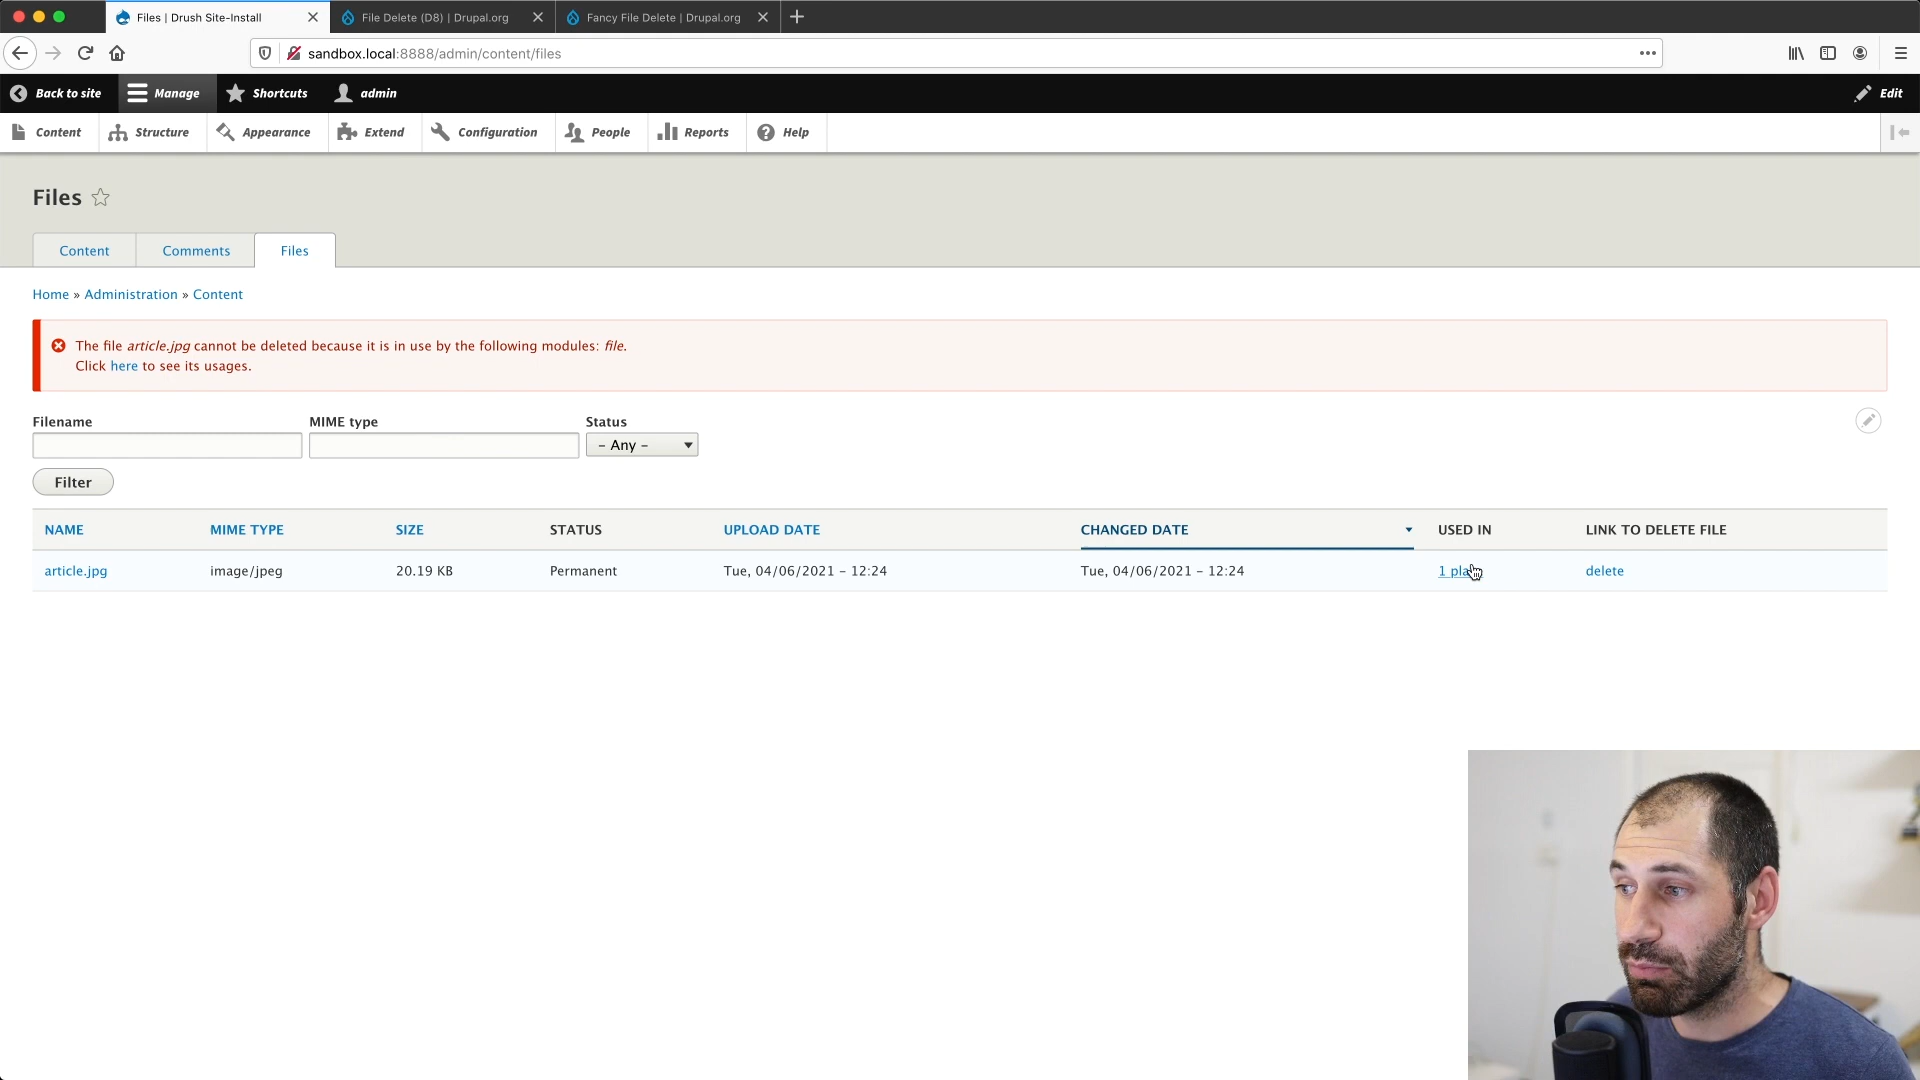 Files | Drush Site-Install
File Delete (D8) | Drupal.org
Fancy File Delete | Drupal.org
sandbox.local:8888/admin/content/files
Back to site
Manage
Shortcuts
admin
Edit
Content
Structure
Appearance
Extend
Configuration
People
Reports
Help
Files
Content
Comments
Files
Home » Administration » Content
The file article.jpg cannot be deleted because it is in use by the following modules: file.
Click here to see its usages.
Filename
MIME type
Status
– Any –
Filter
NAME MIME TYPE SIZE STATUS UPLOAD DATE CHANGED DATE USED IN LINK TO DELETE FILE
article.jpg image/jpeg 20.19 KB Permanent Tue, 04/06/2021 – 12:24 Tue, 04/06/2021 – 12:24 1 delete